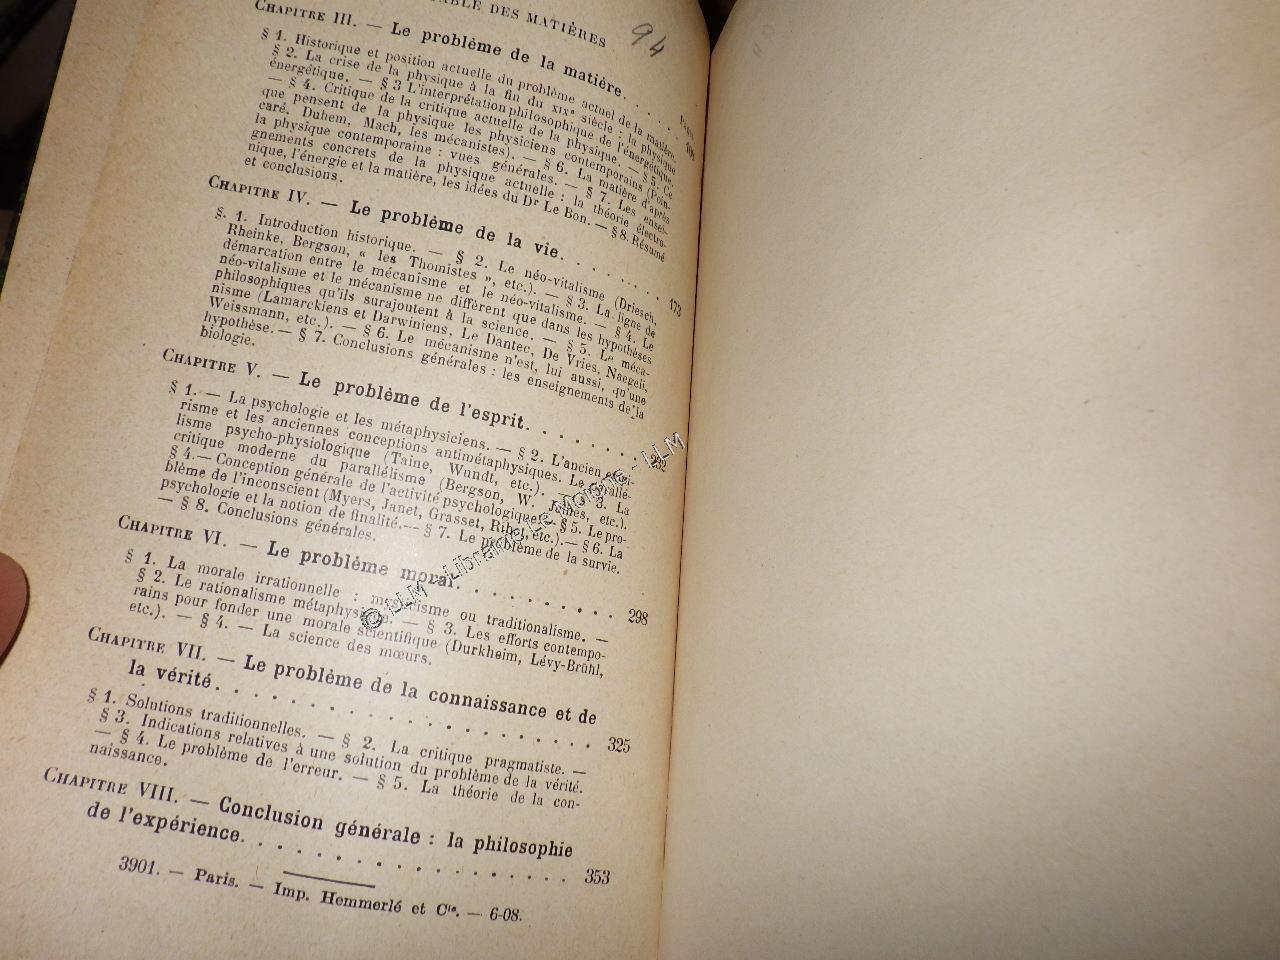 TABLE DES MATIÈRES
94
Pages
CHAPITRE III. — Le problème de la matière. . . . . .
§ 1. Historique et position actuelle du problème actuel de la matière.
§ 2. La crise de la physique à la fin du XIXe siècle : la physique
énergétique. — § 3 L'interprétation philosophique de l'énergétique.
— § 4. Critique de la critique actuelle de la physique. — § 5. Ce
que pensent de la physique les physiciens contemporains (Poin-
caré, Duhem, Mach, les mécanistes). — § 6. La matière d'après
la physique contemporaine : vues générales. — § 7. Les ensei-
gnements concrets de la physique actuelle : la théorie électro-
nique, l'énergie et la matière, les idées du Dr Le Bon. — § 8. Résumé
et conclusions.
CHAPITRE IV. — Le problème de la vie. . . . . . . . 173
§. 1. Introduction historique. — § 2. Le néo-vitalisme (Driesch,
Rheinke, Bergson, « les Thomistes », etc.). — § 3. La ligne de
démarcation entre le mécanisme et le néo-vitalisme. — § 4. Le
néo-vitalisme et le mécanisme ne diffèrent que dans les hypothèses
philosophiques qu'ils surajoutent à la science. — § 5. Le méca-
nisme (Lamarckiens et Darwiniens, Le Dantec, De Vries, Naegeli,
Weissmann, etc.). — § 6. Le mécanisme n'est, lui aussi, qu'une
hypothèse. — § 7. Conclusions générales : les enseignements de la
biologie.
CHAPITRE V. — Le problème de l'esprit. . . . . . . .
§ 1. — La psychologie et les métaphysiciens. — § 2. L'ancien empi-
risme et les anciennes conceptions antimétaphysiques. Le parallé-
lisme psycho-physiologique (Taine, Wundt, etc.). — § 3. La
critique moderne du parallélisme (Bergson, W. James, etc.).
§ 4. — Conception générale de l'activité psychologique. — § 5. Le pro-
blème de l'inconscient (Myers, Janet, Grasset, Ribot, etc.). — § 6. La
psychologie et la notion de finalité. — § 7. Le problème de la survie.
— § 8. Conclusions générales.
CHAPITRE VI. — Le problème moral. . . . . . . . . . 298
§ 1. La morale irrationnelle : mysticisme ou traditionalisme. —
§ 2. Le rationalisme métaphysique. — § 3. Les efforts contempo-
rains pour fonder une morale scientifique (Durkheim, Lévy-Brühl,
etc.). — § 4. — La science des mœurs.
CHAPITRE VII. — Le problème de la connaissance et de
la vérité. . . . . . . . . . . . . . . . . . . 325
§ 1. Solutions traditionnelles. — § 2. La critique pragmatiste. —
§ 3. Indications relatives à une solution du problème de la vérité.
— § 4. Le problème de l'erreur. — § 5. La théorie de la con-
naissance.
CHAPITRE VIII. — Conclusion générale : la philosophie
de l'expérience. . . . . . . . . . . . . . . . 353
3901. — Paris. — Imp. Hemmerlé et Cie. — 6-08.
© LLM - Librairie Le Moigne - LLM